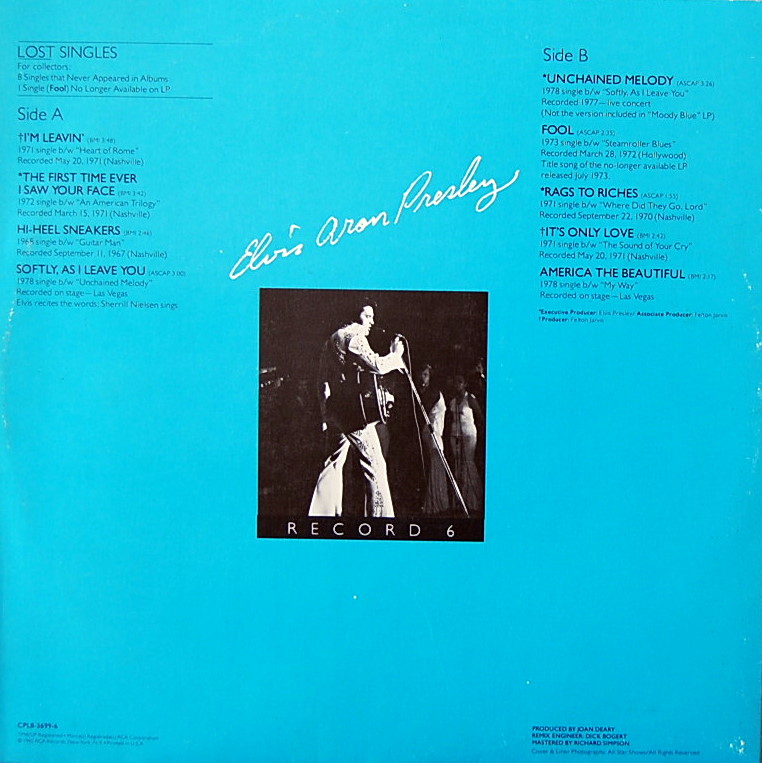 LOST SINGLES
For collectors:
8 Singles that Never Appeared in Albums
1 Single (Fool) No Longer Available on LP
Side A
†I'M LEAVIN' (BMI 3:48)
1971 single b/w "Heart of Rome"
Recorded May 20, 1971 (Nashville)
*THE FIRST TIME EVER
I SAW YOUR FACE (BMI 3:42)
1972 single b/w "An American Trilogy"
Recorded March 15, 1971 (Nashville)
HI-HEEL SNEAKERS (BMI 2:46)
1968 single b/w "Guitar Man"
Recorded September 11, 1967 (Nashville)
SOFTLY, AS I LEAVE YOU (ASCAP 3:00)
1978 single b/w "Unchained Melody"
Recorded on stage—Las Vegas
Elvis recites the words: Sherrill Nielsen sings
Elvis Aron Presley
RECORD 6
Side B
*UNCHAINED MELODY (ASCAP 2:26)
1978 single b/w "Softly, As I Leave You"
Recorded 1977—live concert
(Not the version included in "Moody Blue" LP)
FOOL (ASCAP 2:35)
1973 single b/w "Steamroller Blues"
Recorded March 28, 1972 (Hollywood)
Title song of the no-longer available LP
released July 1973.
*RAGS TO RICHES (ASCAP 1:55)
1971 single b/w "Where Did They Go, Lord"
Recorded September 22, 1970 (Nashville)
†IT'S ONLY LOVE (BMI 2:42)
1971 single b/w "The Sound of Your Cry"
Recorded May 20, 1971 (Nashville)
AMERICA THE BEAUTIFUL (BMI 2:17)
1978 single b/w "My Way"
Recorded on stage—Las Vegas
*Executive Producer: Elvis Presley/Associate Producer: Felton Jarvis
†Producer: Felton Jarvis
CPL8-3699-6
PRODUCED BY JOAN DEARY
REMIX ENGINEER: DICK BOGERT
MASTERED BY RICHARD SIMPSON
Cover & Liner Photographs: All Star Shows/All Rights Reserved